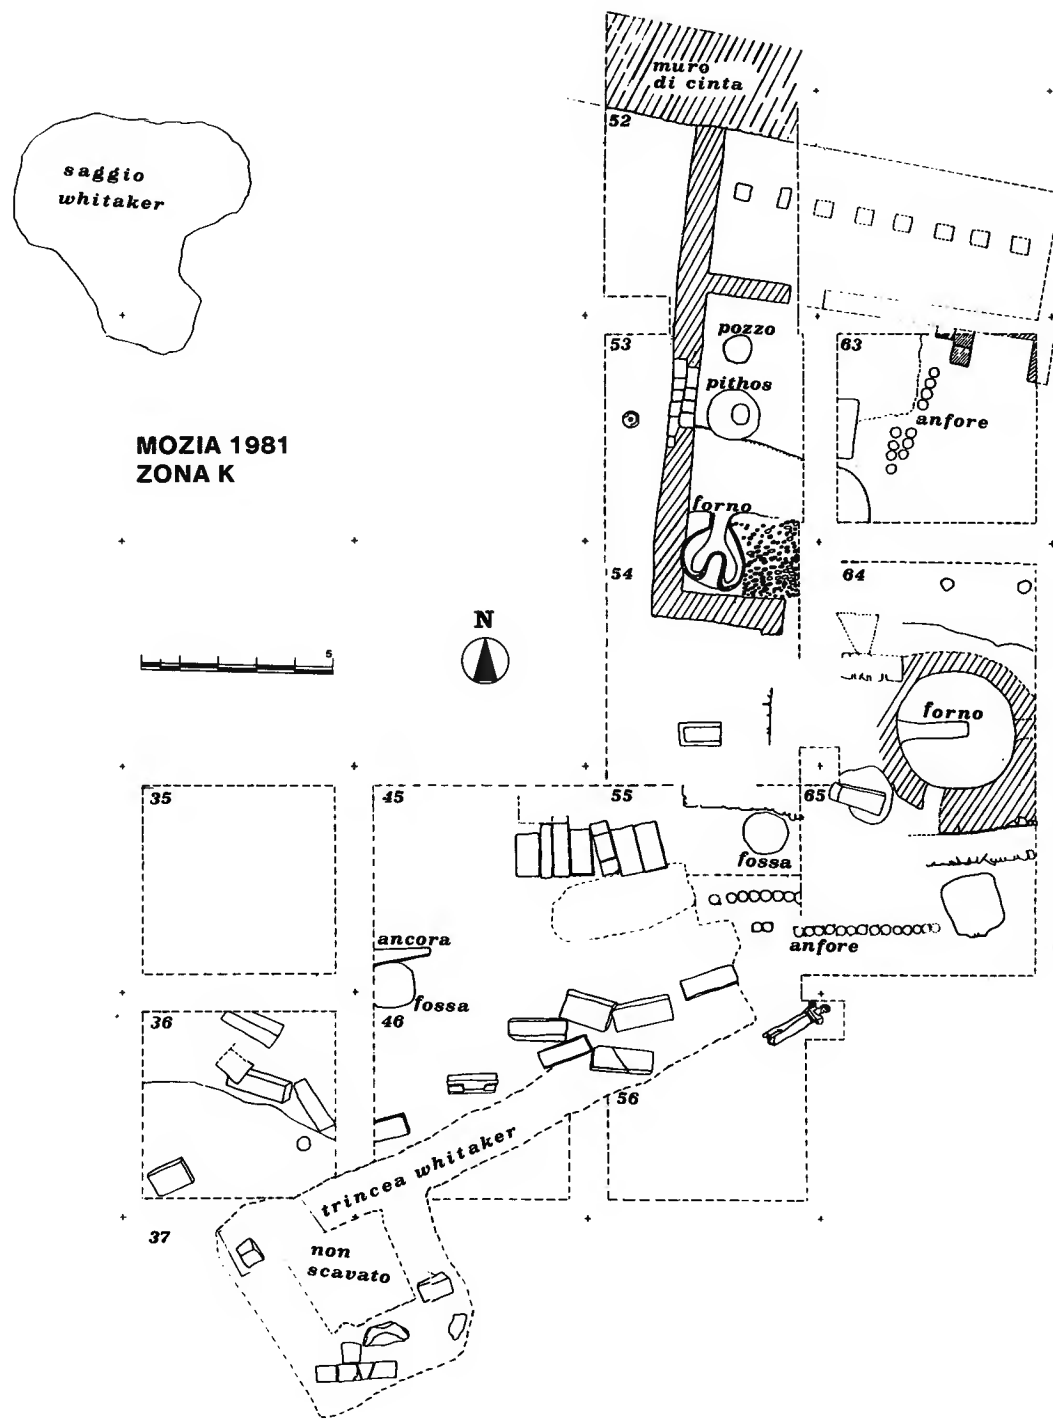 muro
di cinta
52
saggio
whitaker
53
pozzo
63
pithos
anfore
MOZIA 1981
ZONA K
forno
54
64
N
5
forno
35
45
55
65
fossa
ancora
anfore
fossa
36
46
56
trincea whitaker
37
non
scavato